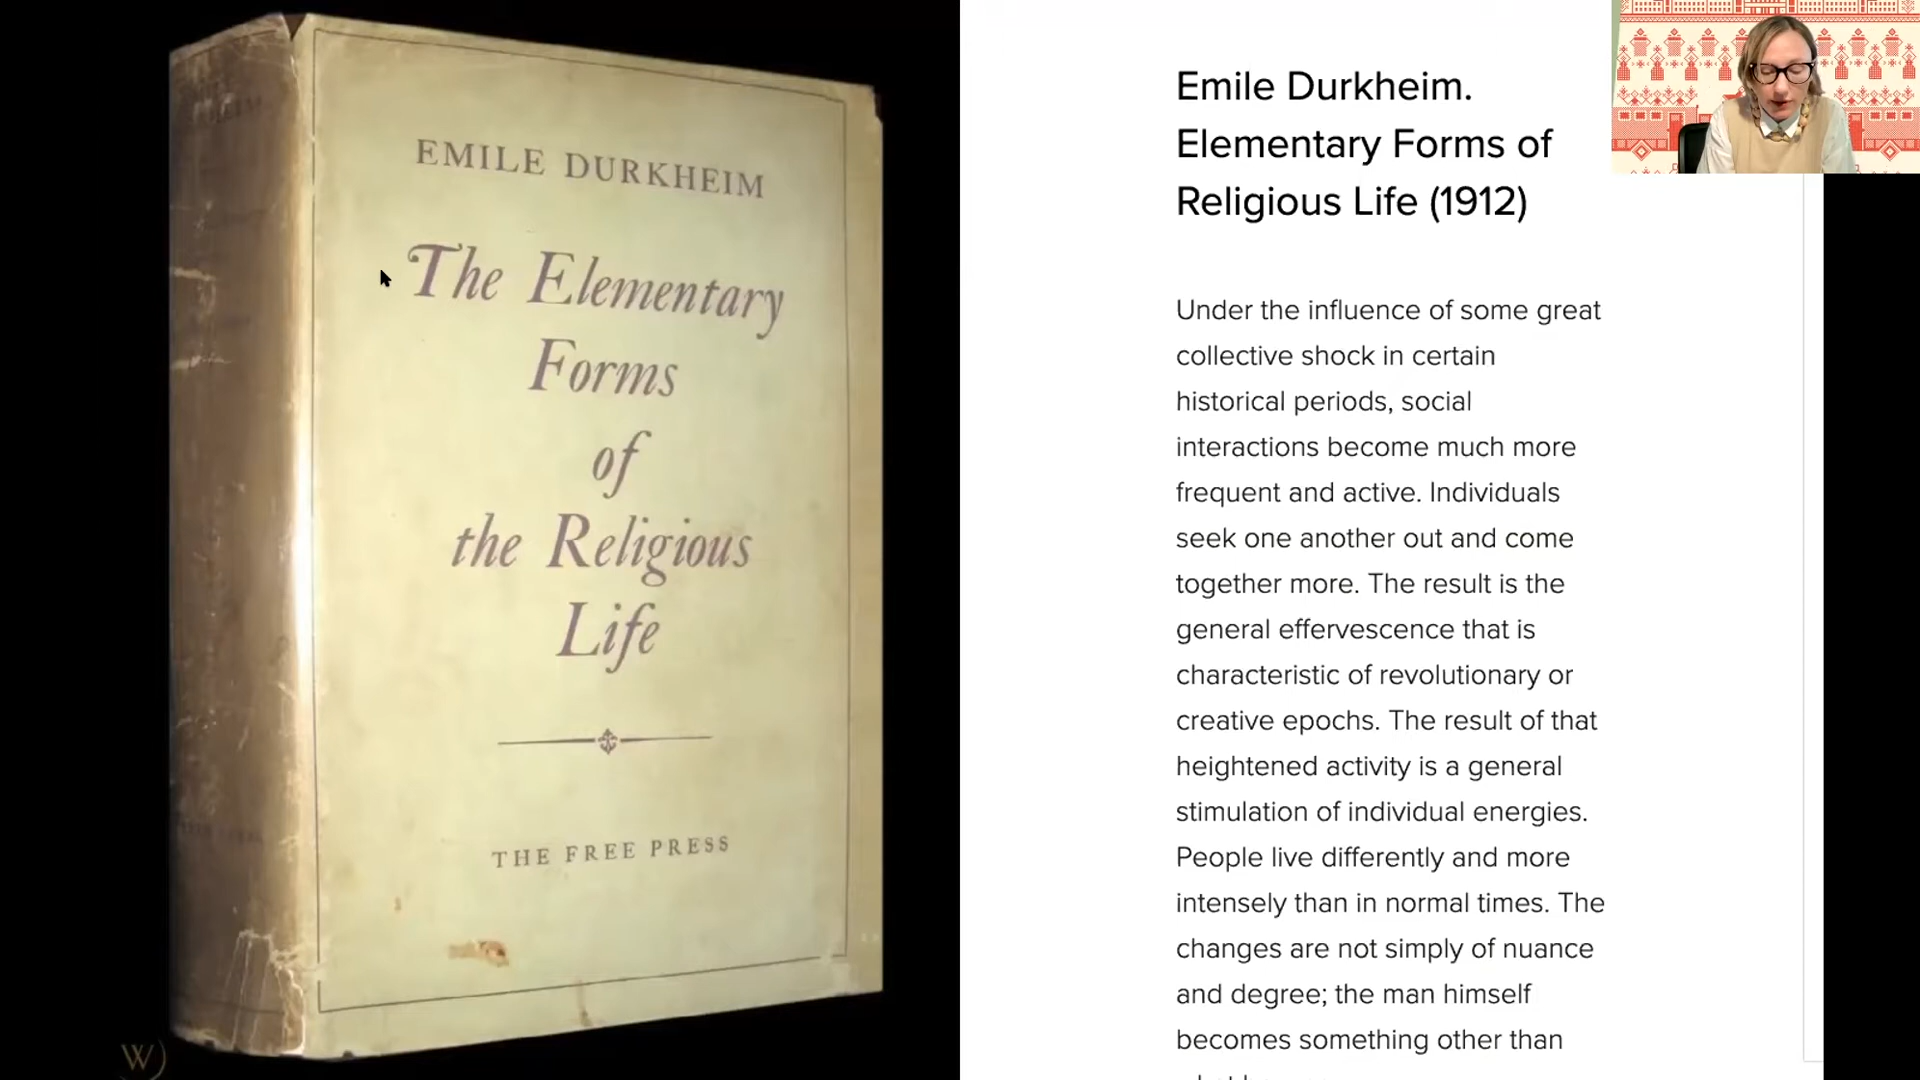 EMILE DURKHEIM
The Elementary
Forms
of
the Religious
Life
THE FREE PRESS
W
Emile Durkheim.
Elementary Forms of
Religious Life (1912)
Under the influence of some great
collective shock in certain
historical periods, social
interactions become much more
frequent and active. Individuals
seek one another out and come
together more. The result is the
general effervescence that is
characteristic of revolutionary or
creative epochs. The result of that
heightened activity is a general
stimulation of individual energies.
People live differently and more
intensely than in normal times. The
changes are not simply of nuance
and degree; the man himself
becomes something other than